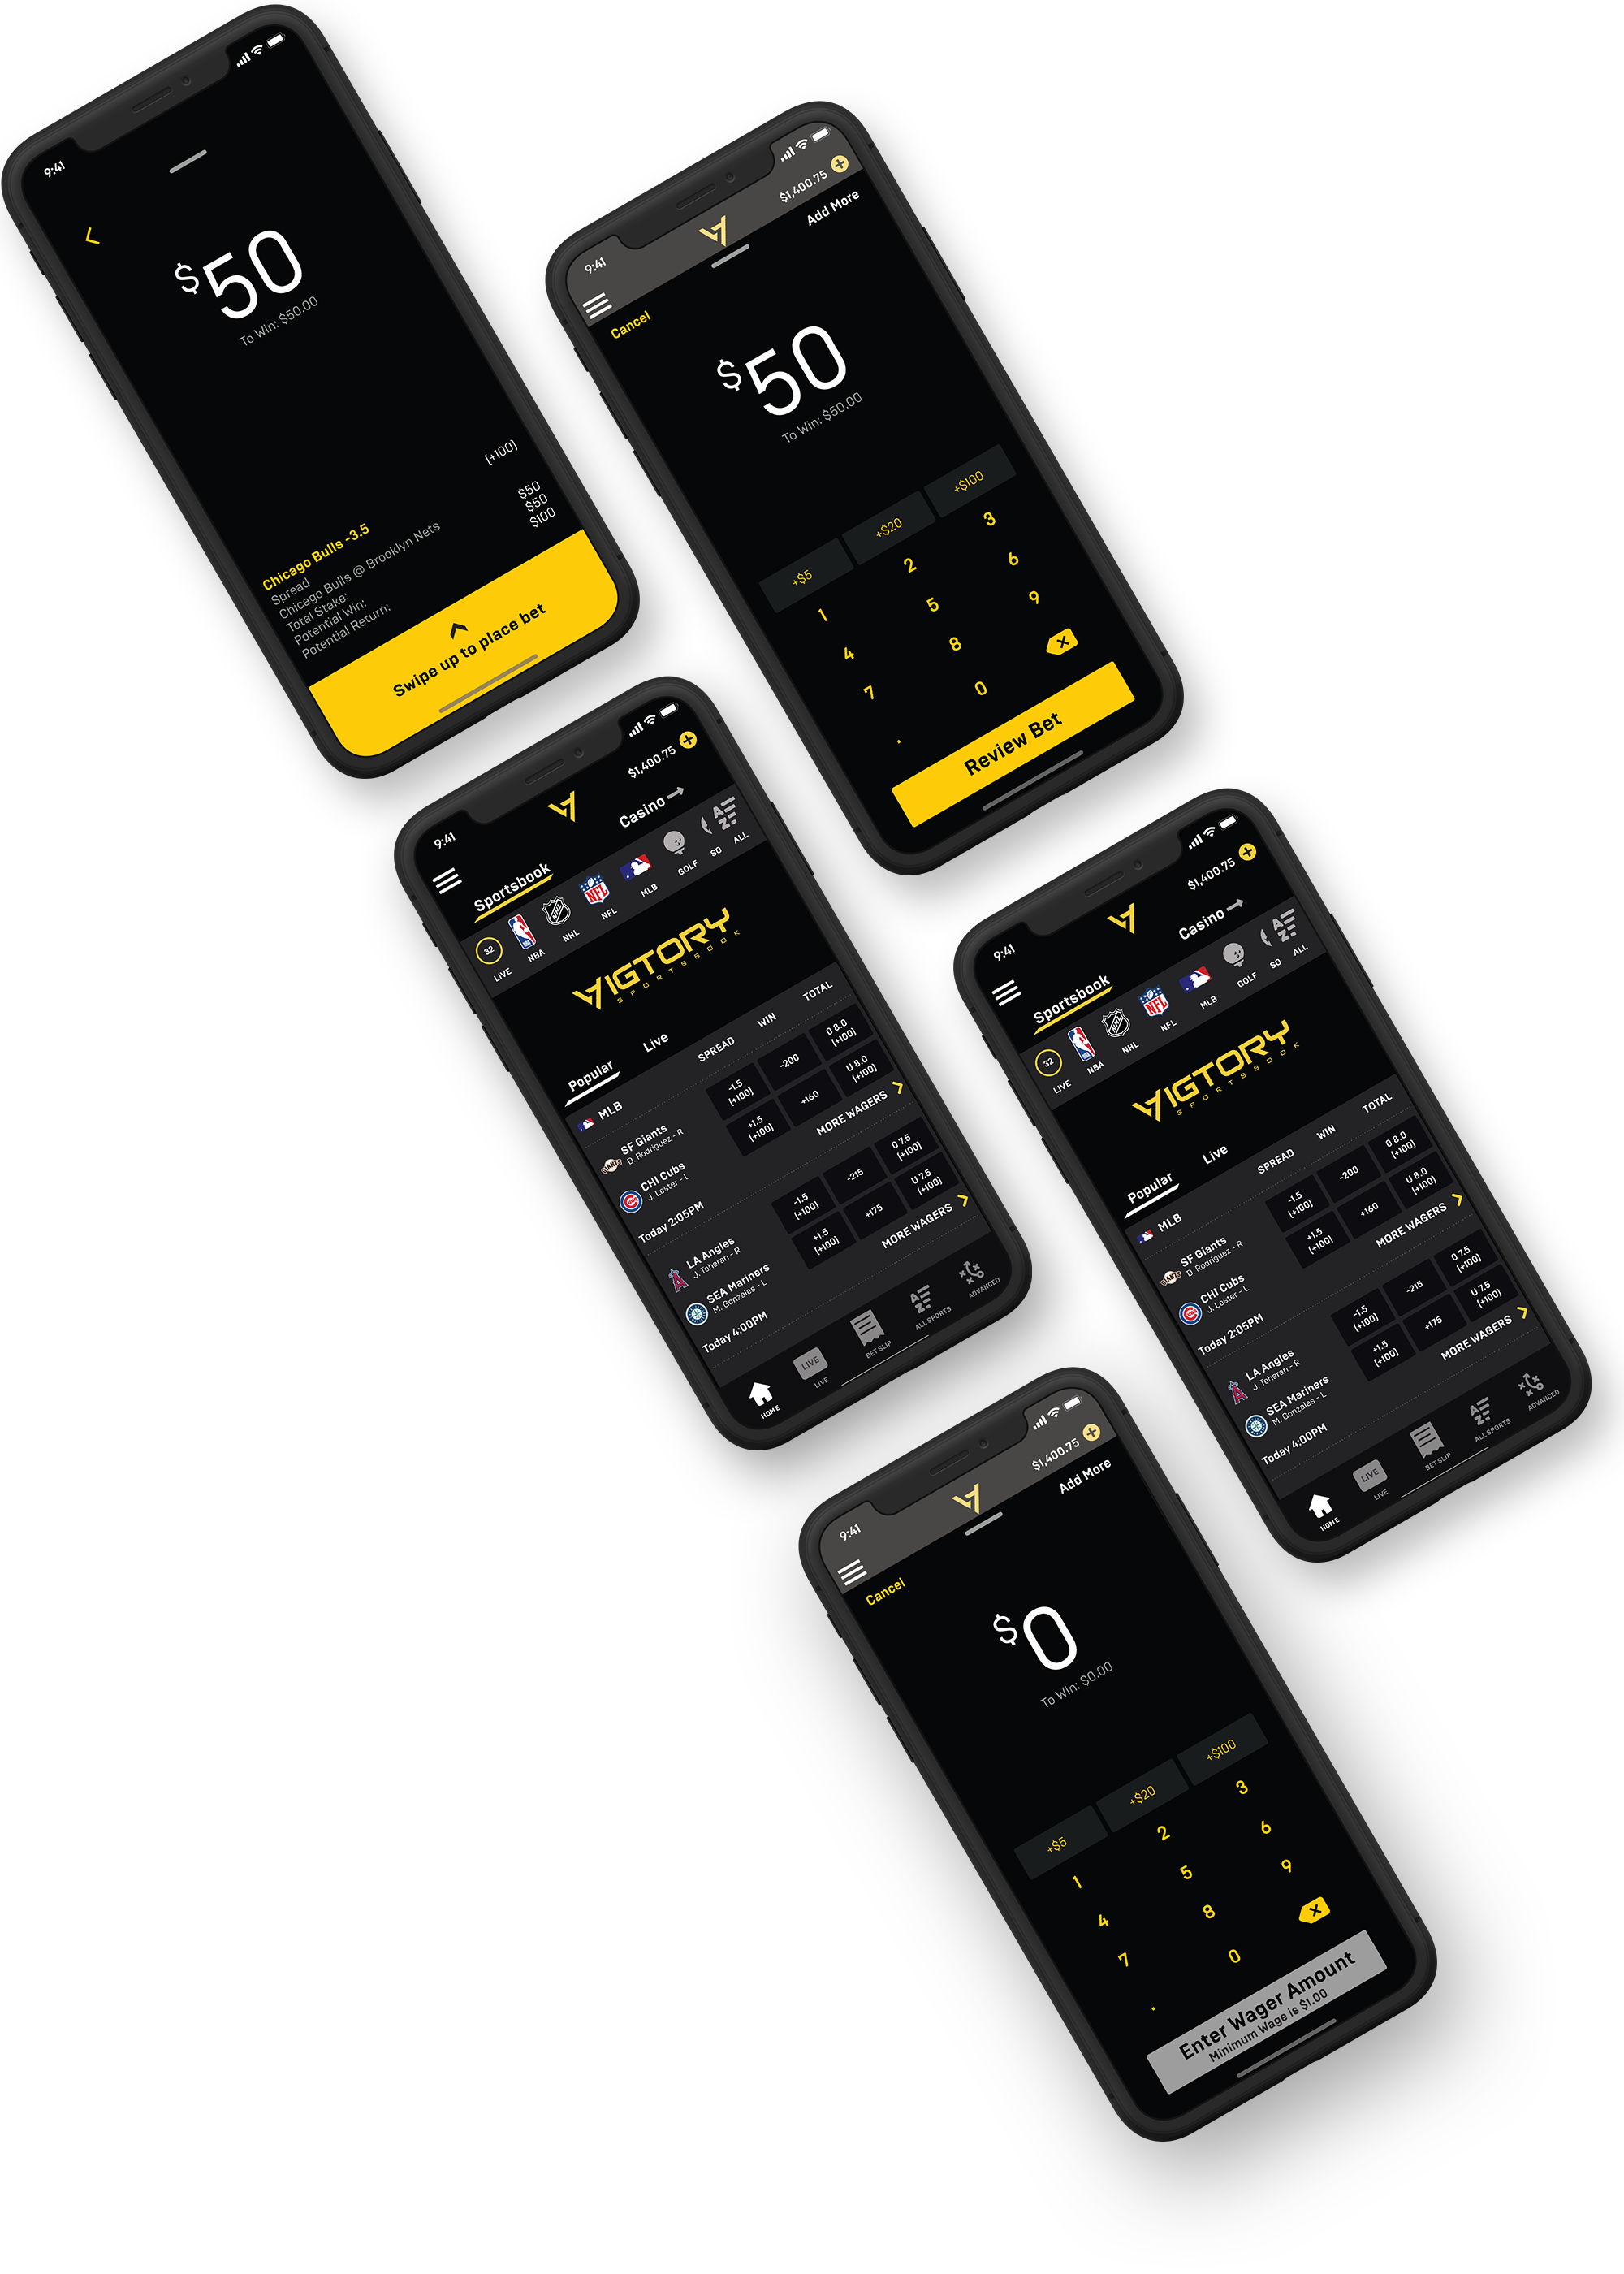 9:41
$50
To Win: $50.00
Chicago Bulls -3.5 (+100)
Spread
Chicago Bulls @ Brooklyn Nets
Total Stake: $50
Potential Win: $50
Potential Return: $100
Swipe up to place bet
9:41
$1,400.75
Cancel Add More
$50
To Win: $50.00
+$5 +$20 +$100
1 2 3
4 5 6
7 8 9
. 0
Review Bet
9:41
$1,400.75
Sportsbook Casino
32
LIVE NBA NHL NFL MLB GOLF SO ALL
VIGTORY
SPORTSBOOK
Popular Live
MLB SPREAD WIN TOTAL
SF Giants
D. Rodriguez - R
-1.5 (+100) -200 O 8.0 (+100)
CHI Cubs
J. Lester - L
+1.5 (+100) +160 U 8.0 (+100)
Today 2:05PM MORE WAGERS
LA Angles
J. Teheran - R
-1.5 (+100) -215 O 7.5 (+100)
SEA Mariners
M. Gonzales - L
+1.5 (+100) +175 U 7.5 (+100)
Today 4:00PM MORE WAGERS
LIVE
HOME LIVE BET SLIP ALL SPORTS ADVANCED
9:41
$1,400.75
Sportsbook Casino
32
LIVE NBA NHL NFL MLB GOLF SO ALL
VIGTORY
SPORTSBOOK
Popular Live
MLB SPREAD WIN TOTAL
SF Giants
D. Rodriguez - R
-1.5 (+100) -200 O 8.0 (+100)
CHI Cubs
J. Lester - L
+1.5 (+100) +160 U 8.0 (+100)
Today 2:05PM MORE WAGERS
LA Angles
J. Teheran - R
-1.5 (+100) -215 O 7.5 (+100)
SEA Mariners
M. Gonzales - L
+1.5 (+100) +175 U 7.5 (+100)
Today 4:00PM MORE WAGERS
LIVE
HOME LIVE BET SLIP ALL SPORTS ADVANCED
9:41
$1,400.75
Cancel Add More
$0
To Win: $0.00
+$5 +$20 +$100
1 2 3
4 5 6
7 8 9
. 0
Enter Wager Amount
Minimum Wage is $1.00